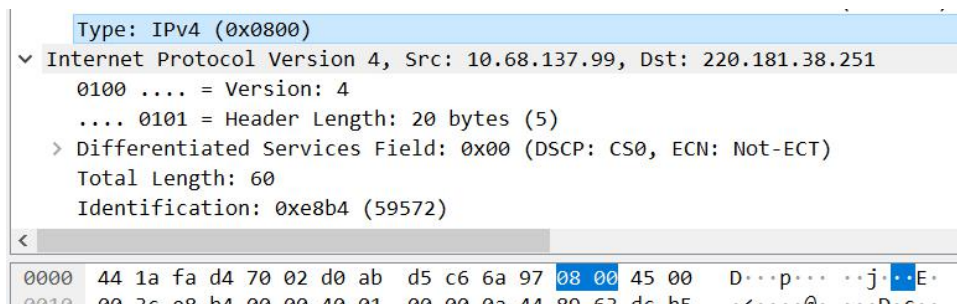 Type: IPv4 (0x0800)
Internet Protocol Version 4, Src: 10.68.137.99, Dst: 220.181.38.251
0100 .... = Version: 4
.... 0101 = Header Length: 20 bytes (5)
Differentiated Services Field: 0x00 (DSCP: CS0, ECN: Not-ECT)
Total Length: 60
Identification: 0xe8b4 (59572)
0000 44 1a fa d4 70 02 d0 ab d5 c6 6a 97 08 00 45 00 D···p··· ··j···E·